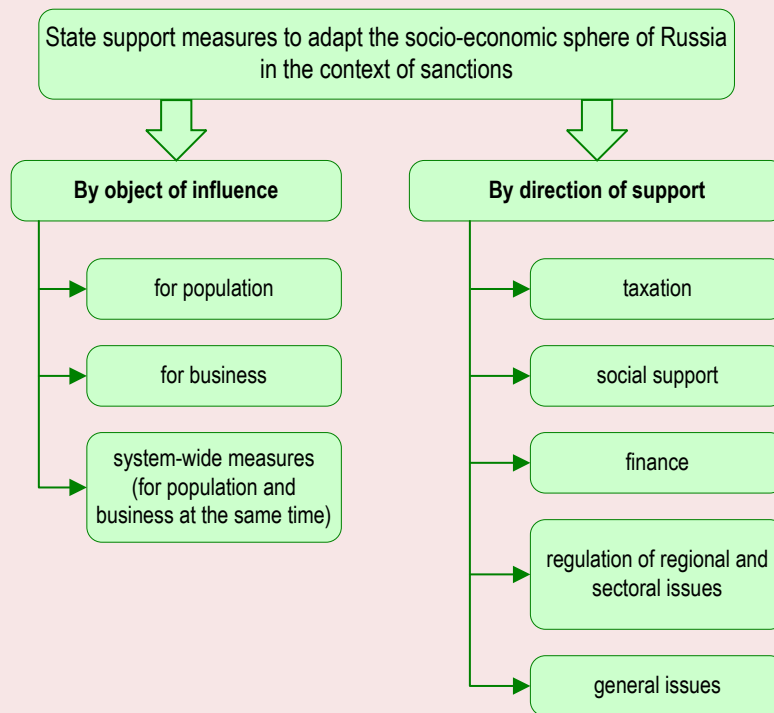 State support measures to adapt the socio-economic sphere of Russia
in the context of sanctions
By object of influence
for population
for business
system-wide measures
(for population and
business at the same time)
By direction of support
taxation
social support
finance
regulation of regional and
sectoral issues
general issues